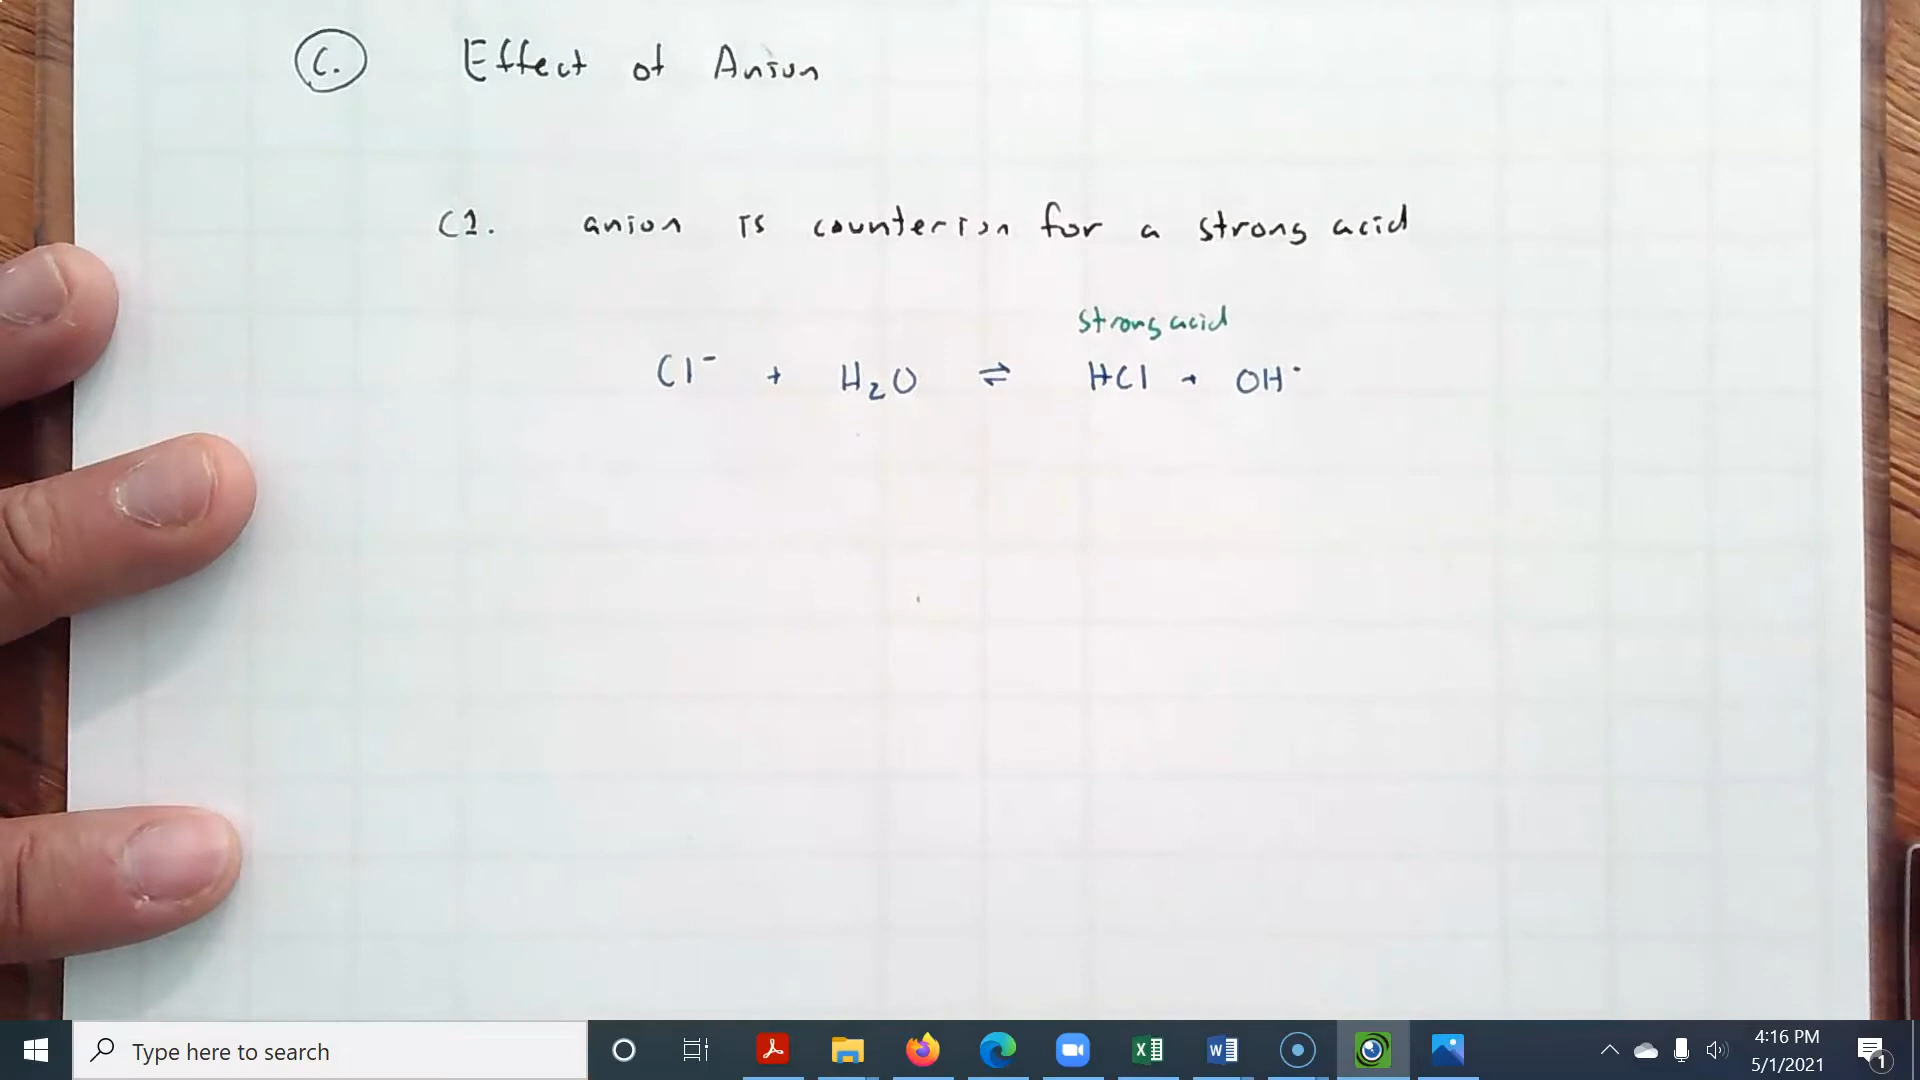 C. Effect of Anion
C1. anion is counterion for a strong acid
strong acid
Cl⁻ + H₂O ⇌ HCl + OH⁻
Type here to search
4:16 PM
5/1/2021
1